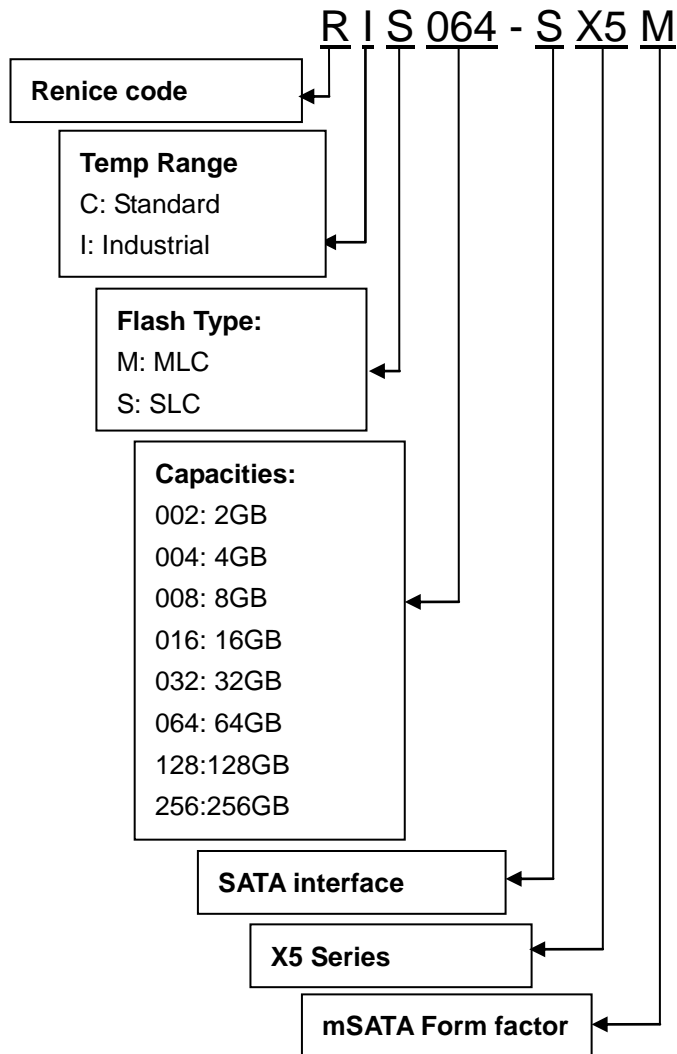 R I S 064 - S X5 M
Renice code
Temp Range
C: Standard
I: Industrial
Flash Type:
M: MLC
S: SLC
Capacities:
002: 2GB
004: 4GB
008: 8GB
016: 16GB
032: 32GB
064: 64GB
128:128GB
256:256GB
SATA interface
X5 Series
mSATA Form factor